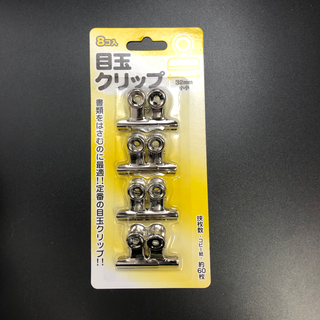 8コ入
目玉
クリップ
32mm
小小
書類をはさむのに最適!!定番の目玉クリップ!!
挟枚数
コピー紙・約60枚